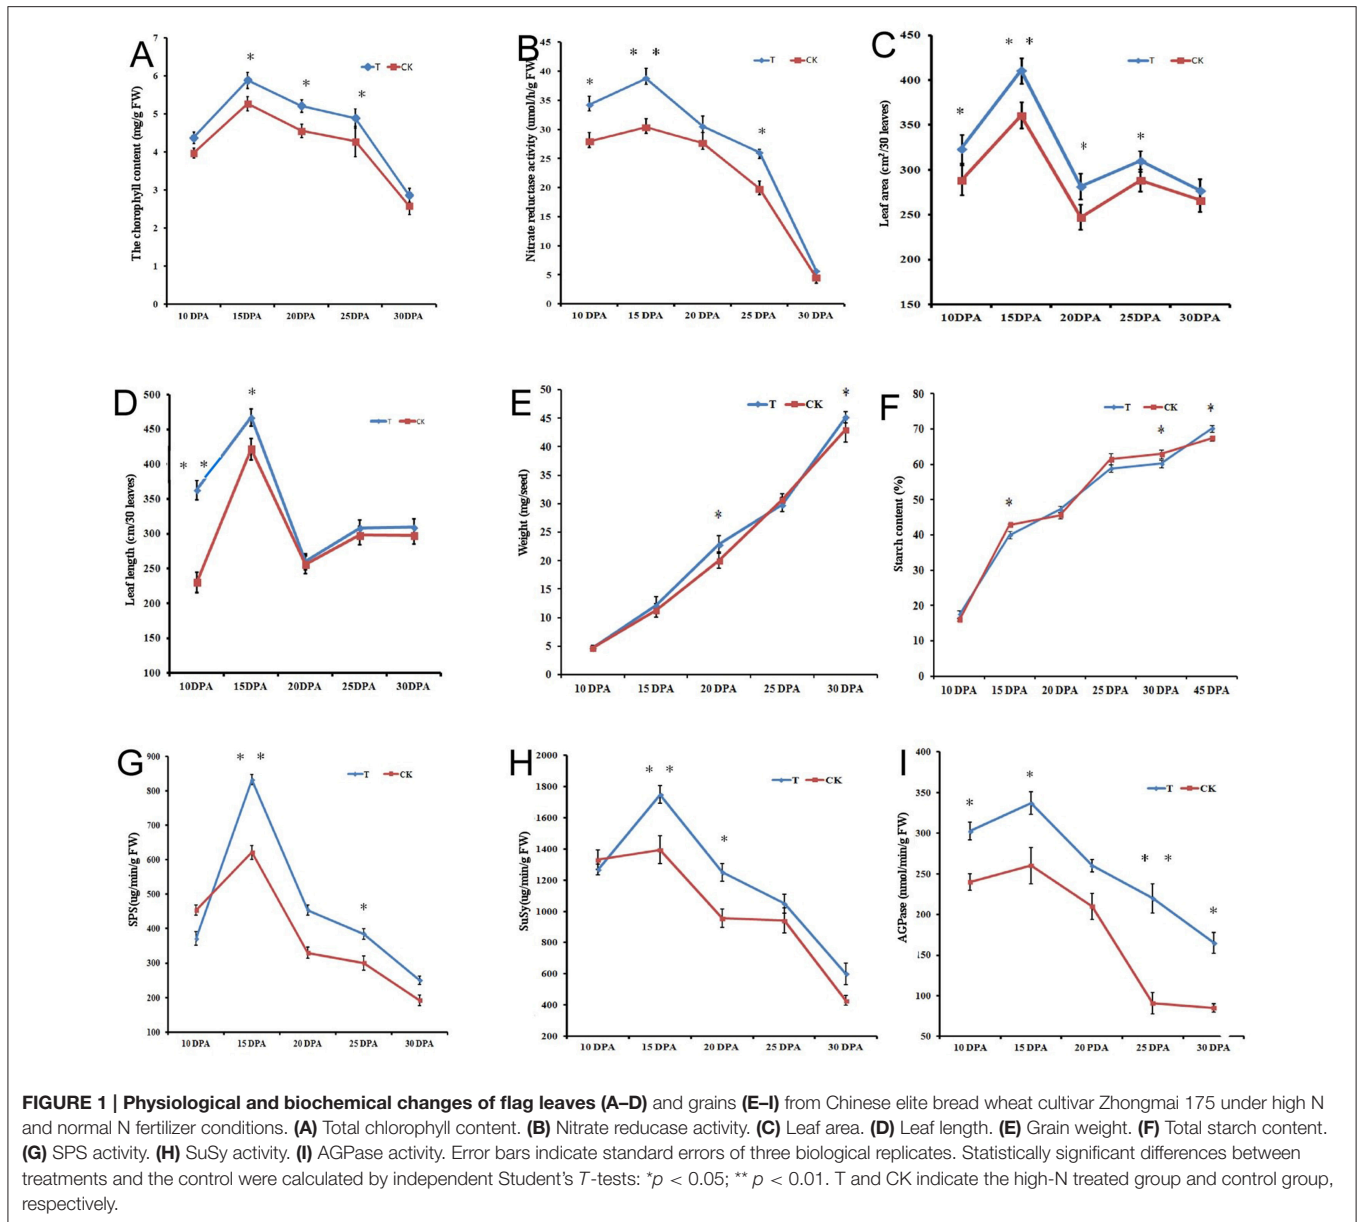 A
The chorophyll content (mg/g FW)
7
6
5
4
3
2
1
0
* * *
T CK
10 DPA 15DPA 20DPA 25DPA 30DPA
B
Nitrate reductase activity (nmol/h/g FW)
45
40
35
30
25
20
15
10
5
0
* * * *
T CK
10 DPA 15 DPA 20 DPA 25 DPA 30 DPA
C
Leaf area (cm²/30 leaves)
450
400
350
300
250
200
150
* * * * *
T CK
10DPA 15DPA 20DPA 25DPA 30DPA
D
Leaf length (cm/30 leaves)
500
450
400
350
300
250
200
150
100
* * *
T CK
10DPA 15DPA 20DPA 25DPA 30DPA
E
Weight (mg/seed)
50
45
40
35
30
25
20
15
10
5
0
* *
T CK
10 DPA 15 DPA 20 DPA 25 DPA 30 DPA
F
Starch content (%)
80
70
60
50
40
30
20
10
0
* * *
T CK
10 DPA 15 DPA 20 DPA 25 DPA 30 DPA 45 DPA
G
SPS(ug/min/g FW)
900
800
700
600
500
400
300
200
100
* * *
T CK
10 DPA 15 DPA 20 DPA 25 DPA 30 DPA
H
SuSy(ug/min/g FW)
2000
1800
1600
1400
1200
1000
800
600
400
200
* * *
T CK
10 DPA 15 DPA 20 DPA 25 DPA 30 DPA
I
AGPase (nmol/min/g FW)
400
350
300
250
200
150
100
50
* * * * *
T CK
10 DPA 15 DPA 20 PDA 25 DPA 30 DPA
FIGURE 1 | Physiological and biochemical changes of flag leaves (A–D) and grains (E–I) from Chinese elite bread wheat cultivar Zhongmai 175 under high N
and normal N fertilizer conditions. (A) Total chlorophyll content. (B) Nitrate reducase activity. (C) Leaf area. (D) Leaf length. (E) Grain weight. (F) Total starch content.
(G) SPS activity. (H) SuSy activity. (I) AGPase activity. Error bars indicate standard errors of three biological replicates. Statistically significant differences between
treatments and the control were calculated by independent Student’s T-tests: *p < 0.05; ** p < 0.01. T and CK indicate the high-N treated group and control group,
respectively.